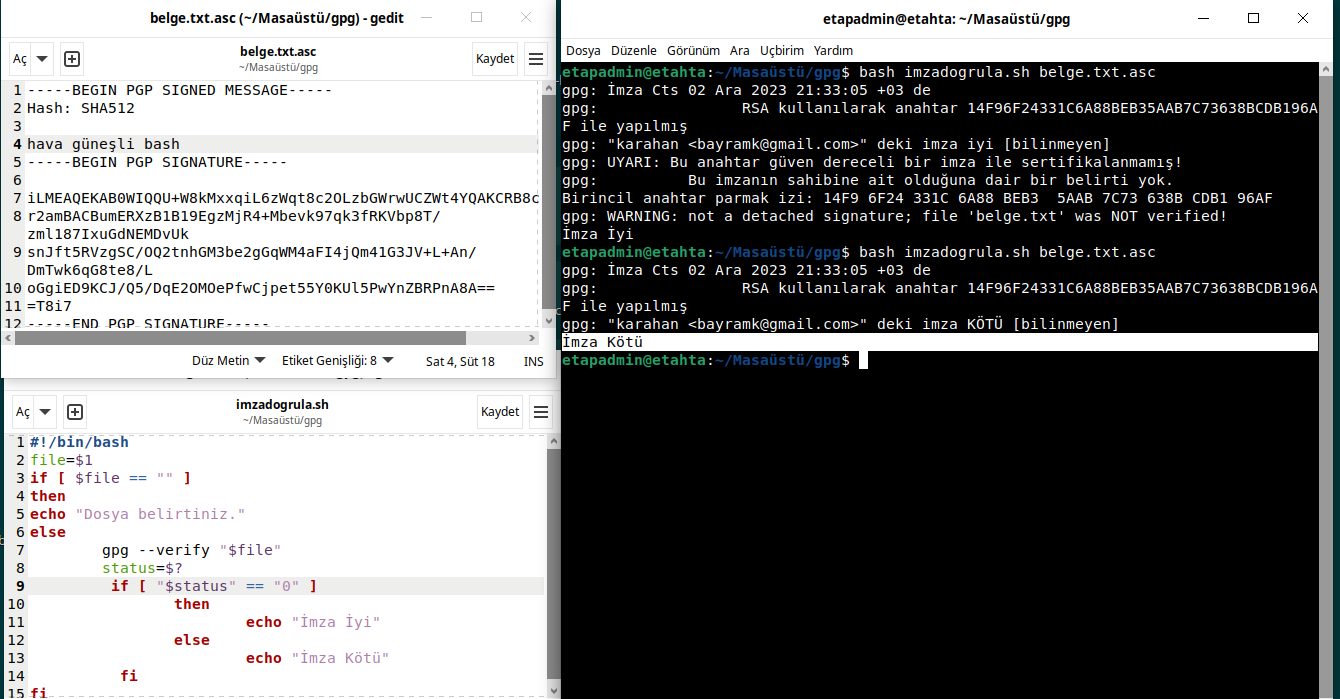 belge.txt.asc (~/Masaüstü/gpg) - gedit
Aç
belge.txt.asc
~/Masaüstü/gpg
Kaydet
1 -----BEGIN PGP SIGNED MESSAGE-----
2 Hash: SHA512
3
4 hava güneşli bash
5 -----BEGIN PGP SIGNATURE-----
6
7 iLMEAQEKAB0WIQQU+W8kMxxqiL6zWqt8c2OLzbGWrwUCZWt4YQAKCRB8c
8 r2amBACBumERXzB1B19EgzMjR4+Mbevk97qk3fRKVbp8T/
zml187IxuGdNEMDvUk
9 snJft5RVzgSC/OQ2tnhGM3be2gGqWM4aFI4jQm41G3JV+L+An/
DmTwk6qG8te8/L
10 oGgiED9KCJ/Q5/DqE2OMOePfwCjpet55Y0KUl5PwYnZBRPnA8A==
11 =T8i7
12 -----END PGP SIGNATURE-----
Düz Metin
Etiket Genişliği: 8
Sat 4, Süt 18
INS
Aç
imzadogrula.sh
~/Masaüstü/gpg
Kaydet
1 #!/bin/bash
2 file=$1
3 if [ $file == "" ]
4 then
5 echo "Dosya belirtiniz."
6 else
7 gpg --verify "$file"
8 status=$?
9 if [ "$status" == "0" ]
10 then
11 echo "İmza İyi"
12 else
13 echo "İmza Kötü"
14 fi
15 fi
etapadmin@etahta: ~/Masaüstü/gpg
Dosya Düzenle Görünüm Ara Uçbirim Yardım
etapadmin@etahta:~/Masaüstü/gpg$ bash imzadogrula.sh belge.txt.asc
gpg: İmza Cts 02 Ara 2023 21:33:05 +03 de
gpg: RSA kullanılarak anahtar 14F96F24331C6A88BEB35AAB7C73638BCDB196A
F ile yapılmış
gpg: "karahan <bayramk@gmail.com>" deki imza iyi [bilinmeyen]
gpg: UYARI: Bu anahtar güven dereceli bir imza ile sertifikalanmamış!
gpg: Bu imzanın sahibine ait olduğuna dair bir belirti yok.
Birincil anahtar parmak izi: 14F9 6F24 331C 6A88 BEB3 5AAB 7C73 638B CDB1 96AF
gpg: WARNING: not a detached signature; file 'belge.txt' was NOT verified!
İmza İyi
etapadmin@etahta:~/Masaüstü/gpg$ bash imzadogrula.sh belge.txt.asc
gpg: İmza Cts 02 Ara 2023 21:33:05 +03 de
gpg: RSA kullanılarak anahtar 14F96F24331C6A88BEB35AAB7C73638BCDB196A
F ile yapılmış
gpg: "karahan <bayramk@gmail.com>" deki imza KÖTÜ [bilinmeyen]
İmza Kötü
etapadmin@etahta:~/Masaüstü/gpg$